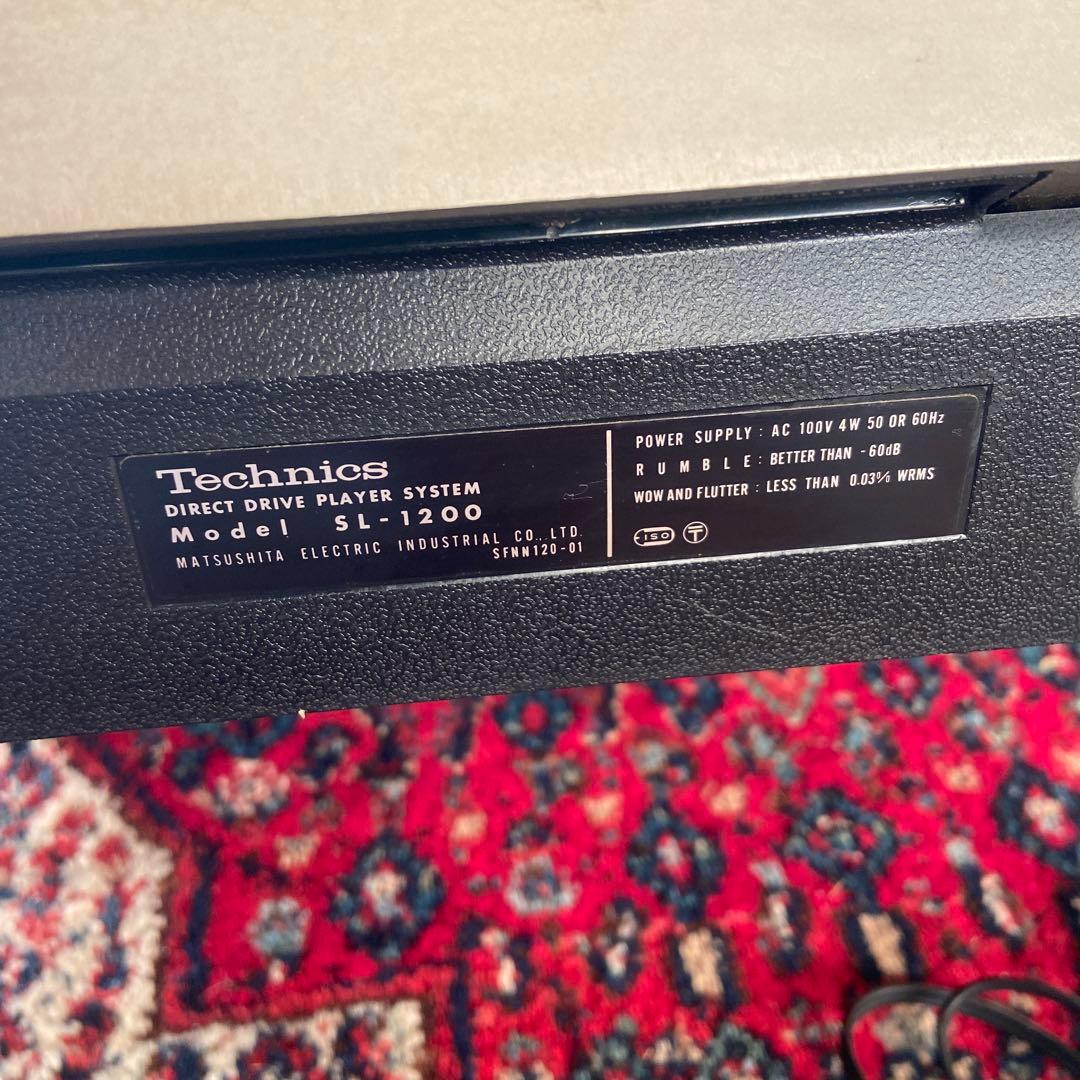 Technics
DIRECT DRIVE PLAYER SYSTEM
Model SL-1200
MATSUSHITA ELECTRIC INDUSTRIAL CO., LTD.
SFNN120-01
POWER SUPPLY : AC 100V 4W 50 OR 60Hz
RUMBLE : BETTER THAN -60dB
WOW AND FLUTTER : LESS THAN 0.03% WRMS
ISO T